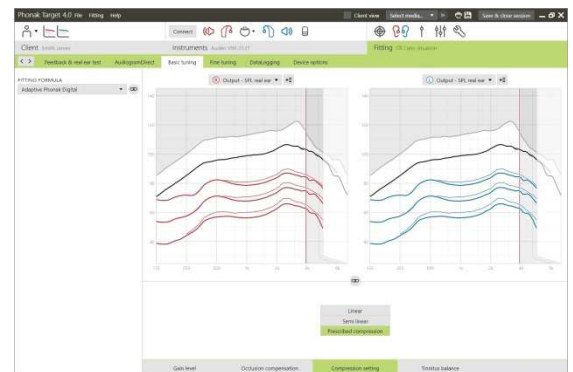 Phonak Target 4.0 File Fitting Help
Client view Select media... Save & close session
Connect
Client Instruments Fitting
Feedback & real ear test AudiogramDirect Basic tuning Fine tuning DataLogging Device options
FITTING FORMULA
Adaptive Phonak Digital
R Output - SPL real ear
L Output - SPL real ear
Linear
Semi linear
Prescribed compression
Gain level Occlusion compensation Compression setting Tinnitus balance